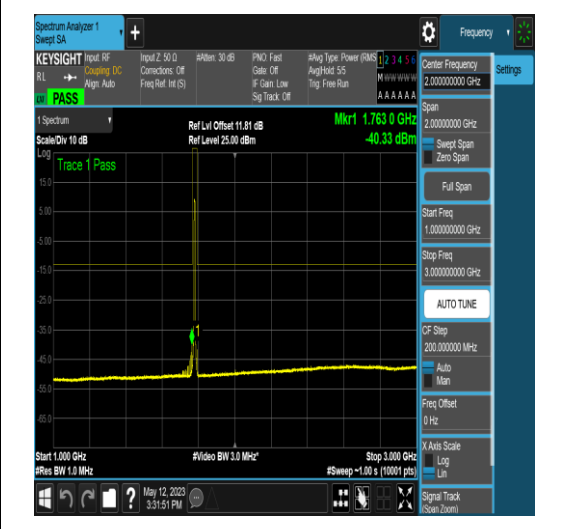 Spectrum Analyzer 1
Swept SA
Frequency
KEYSIGHT
Input: RF
Coupling: DC
Align: Auto
Input Z: 50 Ω
Corrections: Off
Freq Ref: Int (S)
#Atten: 30 dB
PNO: Fast
Gate: Off
IF Gain: Low
Sig Track: Off
#Avg Type: Power (RMS)
Avg|Hold: 5/5
Trig: Free Run
1 2 3 4 5 6
M W W W W W
A A A A A A
RL
PASS
Center Frequency
2.000000000 GHz
Settings
Span
2.00000000 GHz
Swept Span
Zero Span
Full Span
Start Freq
1.000000000 GHz
Stop Freq
3.000000000 GHz
AUTO TUNE
CF Step
200.000000 MHz
Auto
Man
Freq Offset
0 Hz
X Axis Scale
Log
Lin
Signal Track
(Span Zoom)
1 Spectrum
Scale/Div 10 dB
Ref Lvl Offset 11.81 dB
Ref Level 25.00 dBm
Mkr1 1.763 0 GHz
-40.33 dBm
Log
Trace 1 Pass
15.0
5.00
-5.00
-15.0
-25.0
-35.0
-45.0
-55.0
-65.0
1
Start 1.000 GHz
#Res BW 1.0 MHz
#Video BW 3.0 MHz*
Stop 3.000 GHz
#Sweep ~1.00 s (10001 pts)
?
May 12, 2023
3:31:51 PM